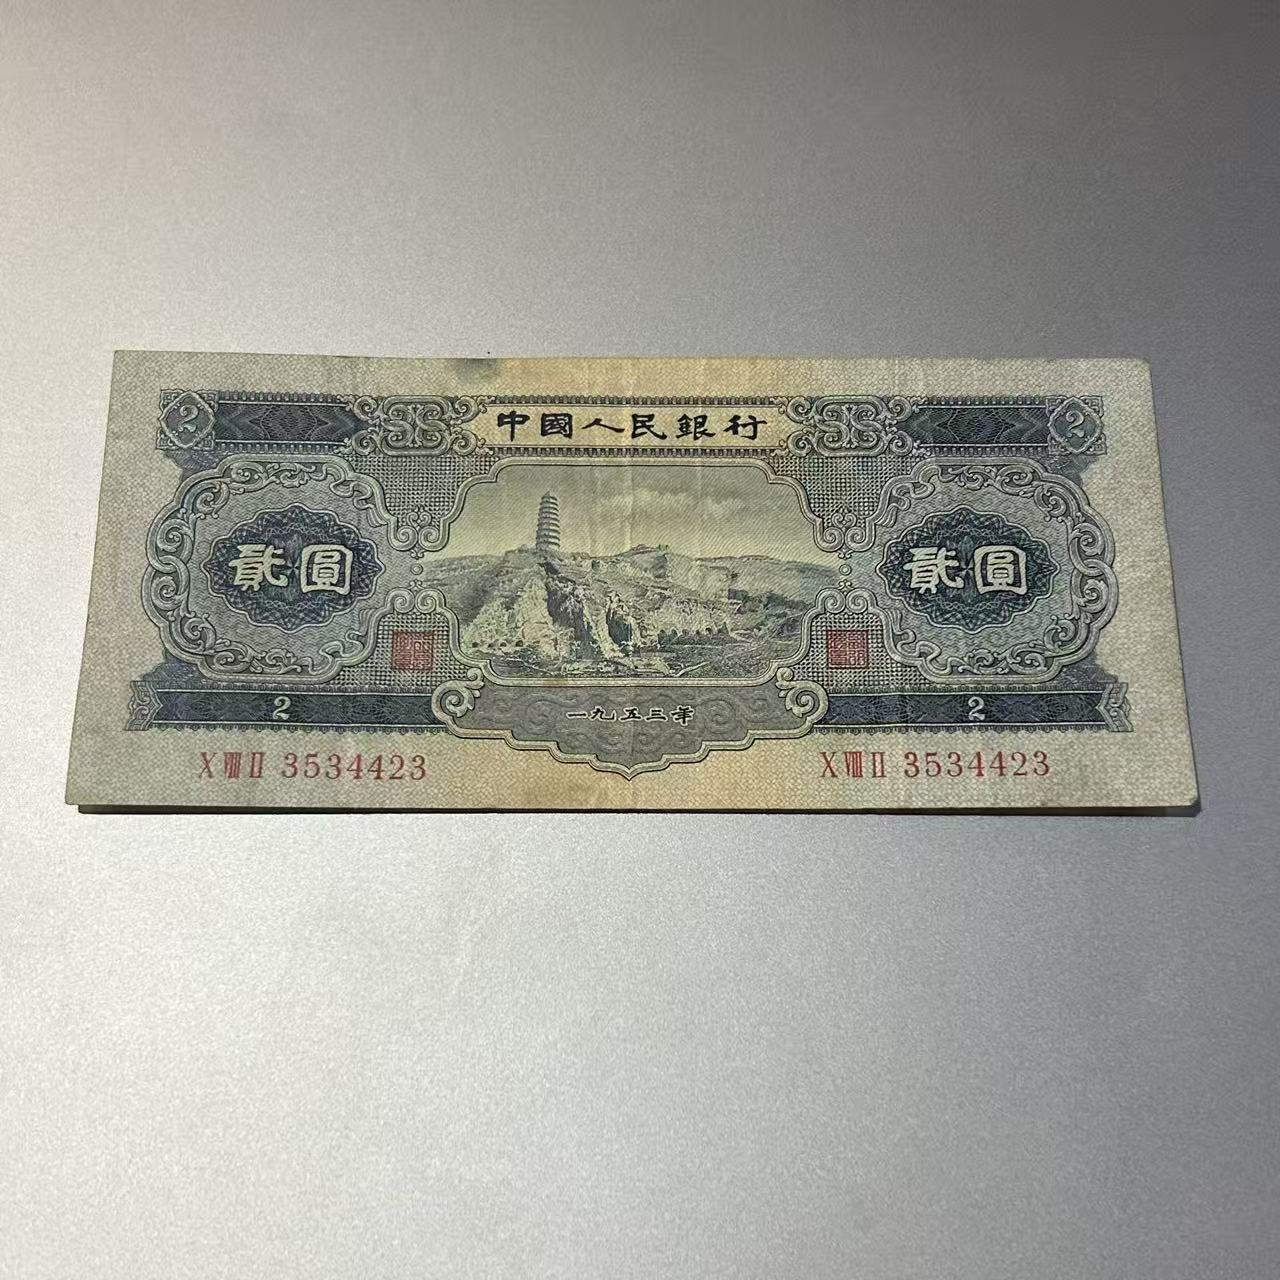 2 中國人民銀行 2
貳圓 貳圓
2 一九五三年 2
X VIII II 3534423 X VIII II 3534423